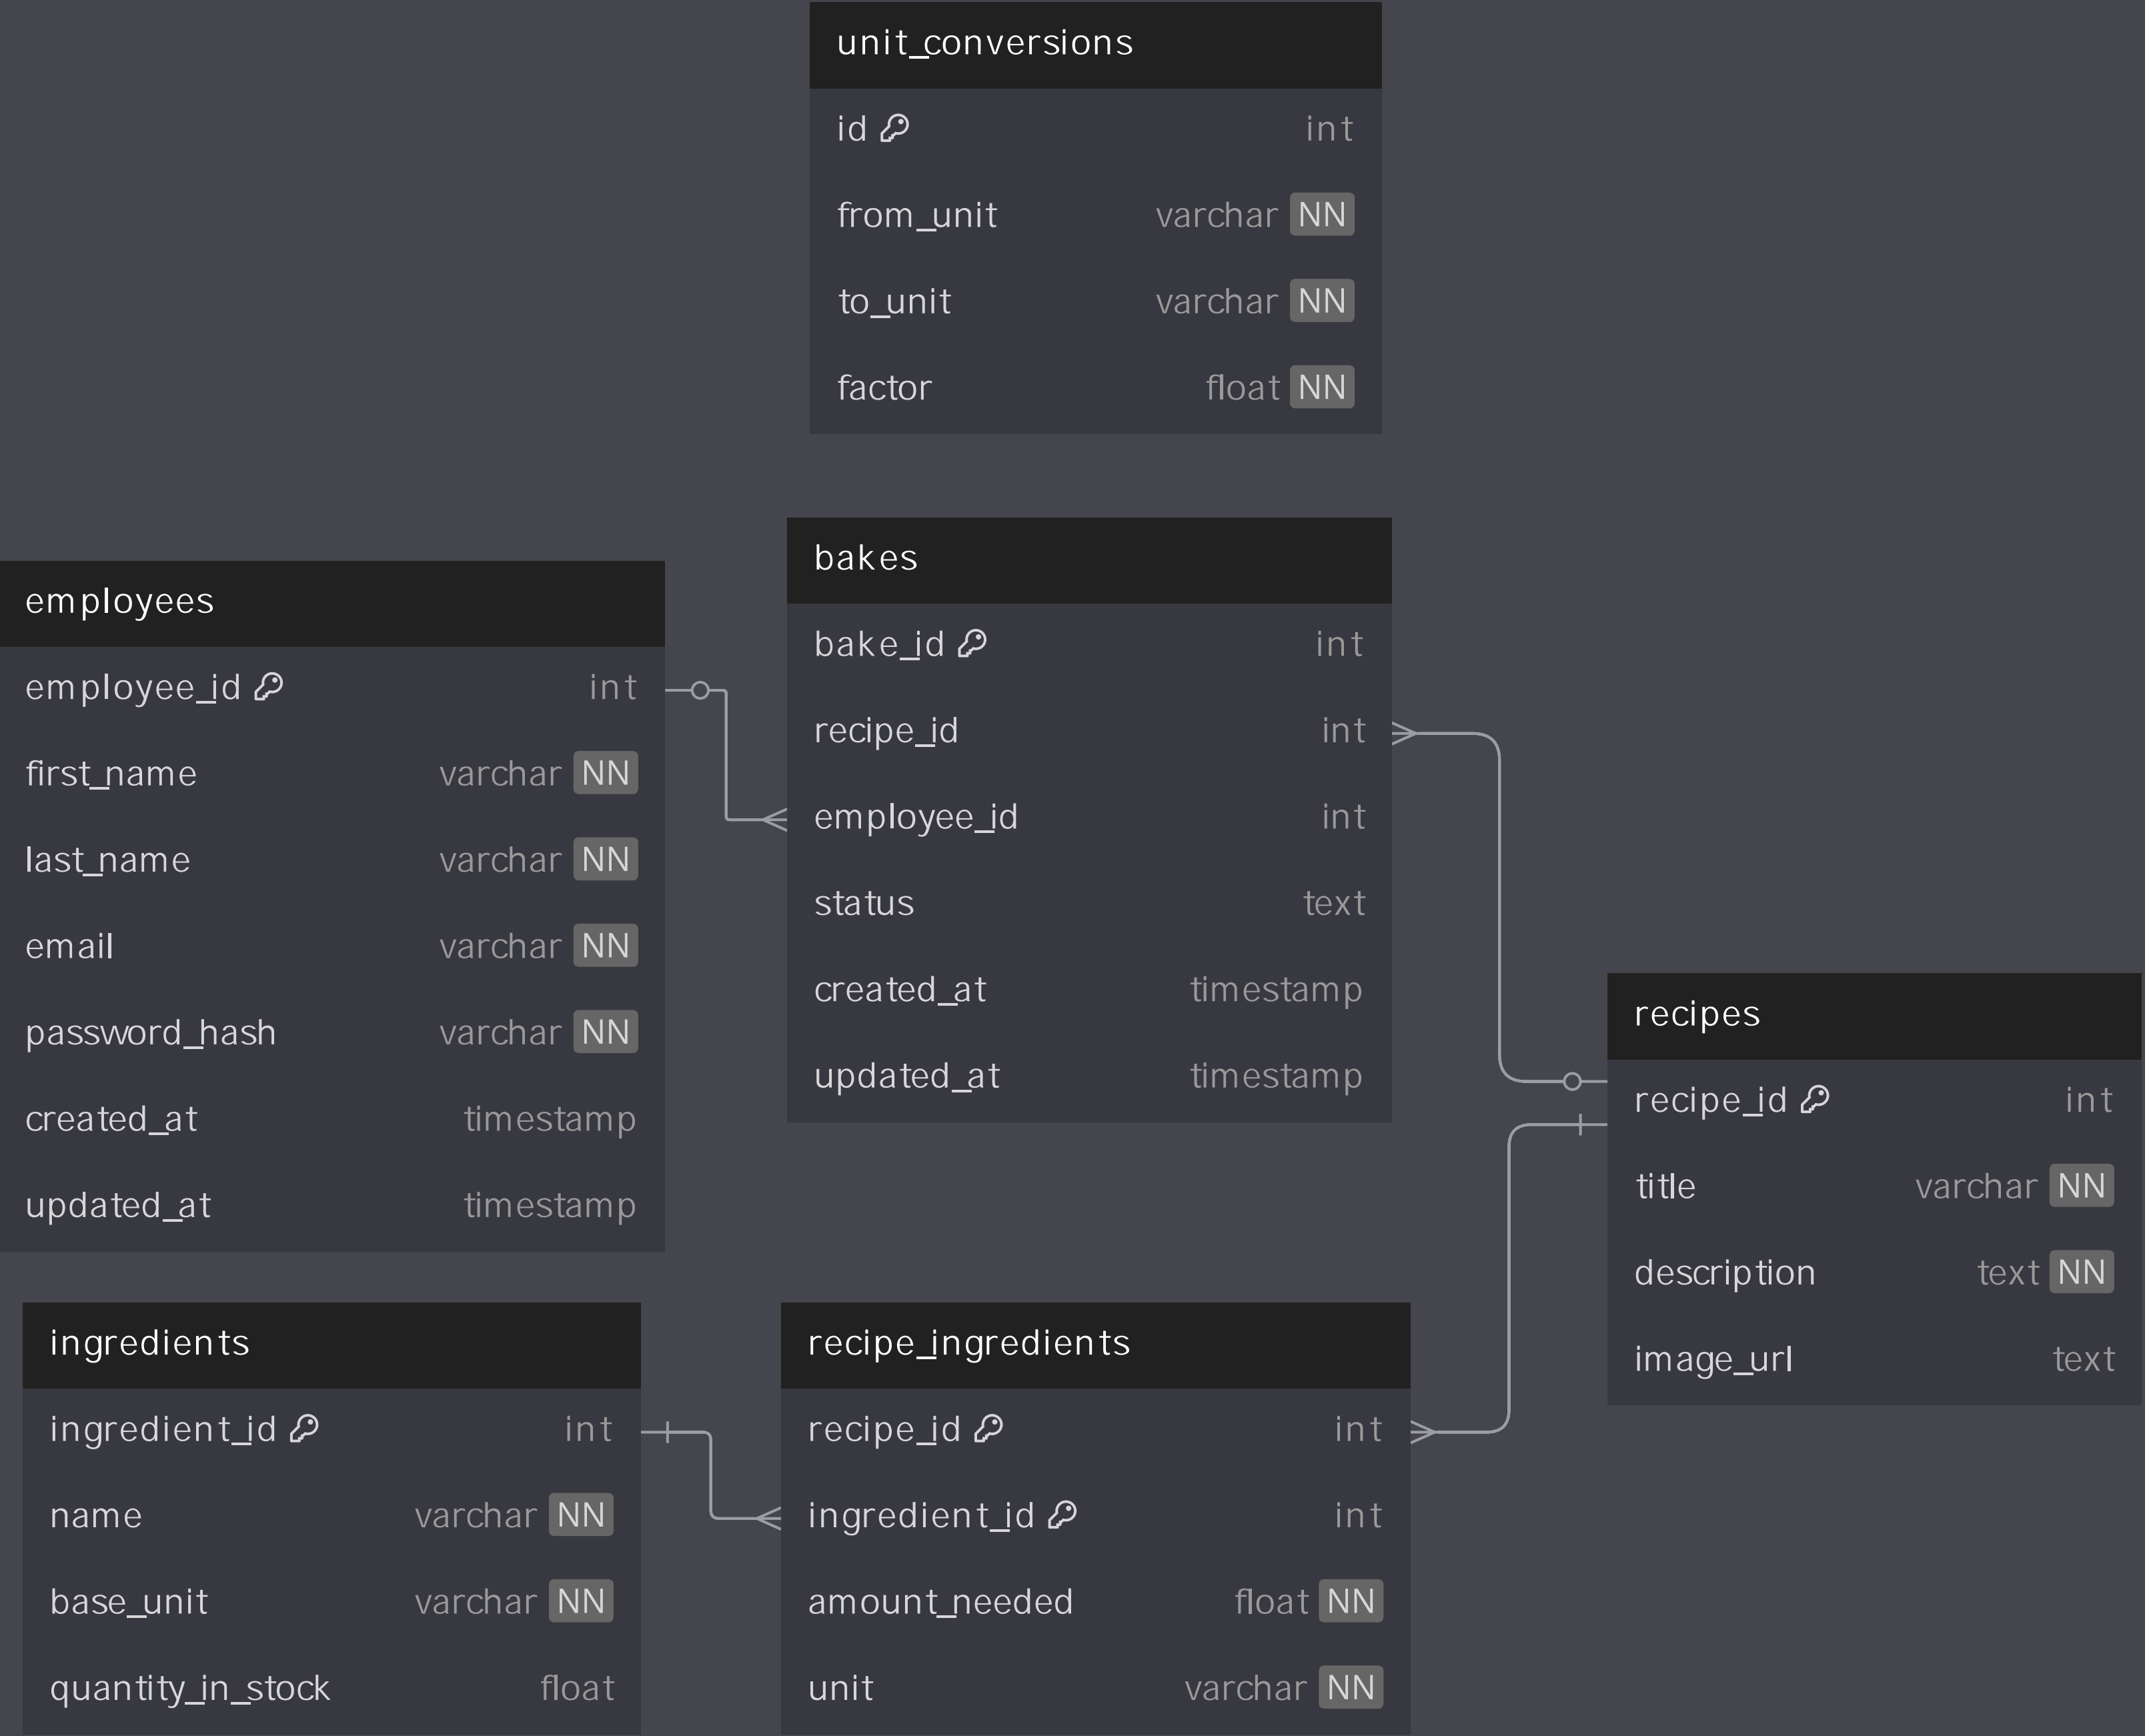 unit_conversions
id int
from_unit varchar NN
to_unit varchar NN
factor float NN
employees
employee_id int
first_name varchar NN
last_name varchar NN
email varchar NN
password_hash varchar NN
created_at timestamp
updated_at timestamp
bakes
bake_id int
recipe_id int
employee_id int
status text
created_at timestamp
updated_at timestamp
recipes
recipe_id int
title varchar NN
description text NN
image_url text
ingredients
ingredient_id int
name varchar NN
base_unit varchar NN
quantity_in_stock float
recipe_ingredients
recipe_id int
ingredient_id int
amount_needed float NN
unit varchar NN